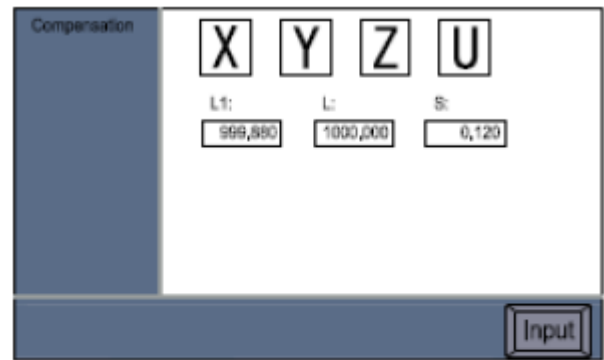 Compensation
X Y Z U
L1: L: S:
999,880 1000,000 0,120
Input